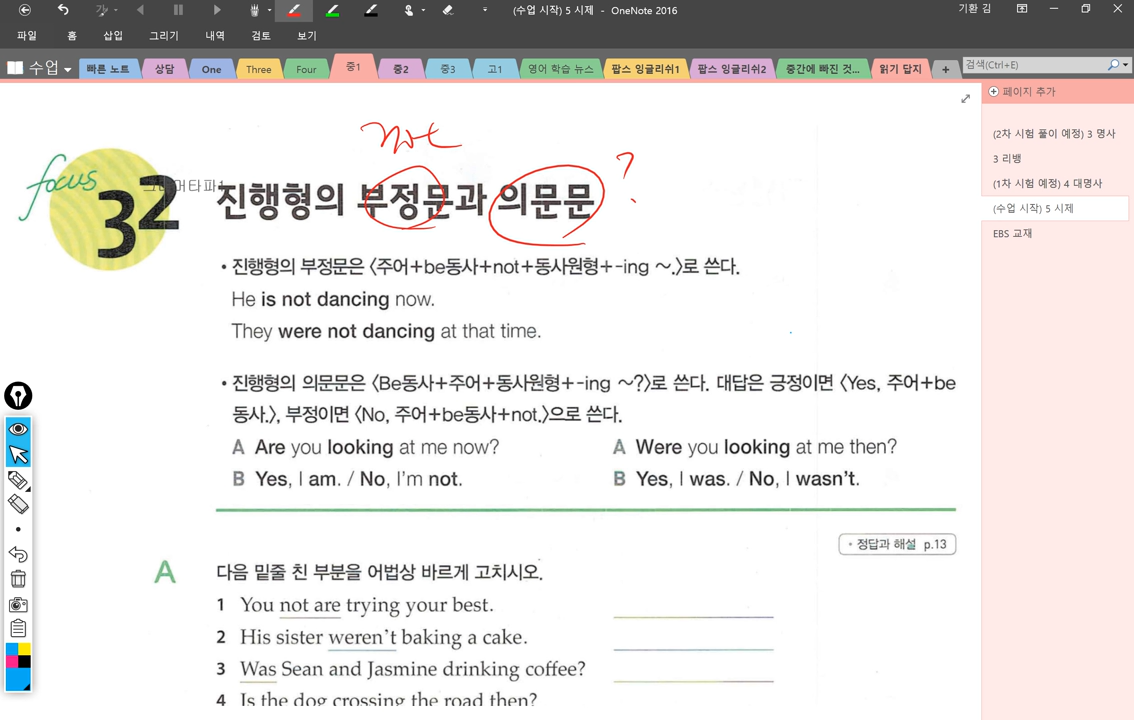 (수업 시작) 5 시제 - OneNote 2016
기환 김
파일 홈 삽입 그리기 내역 검토 보기
수업 빠른 노트 상담 One Three Four 중1 중2 중3 고1 영어 학습 뉴스 팝스 잉글리쉬1 팝스 잉글리쉬2 중간에 빠진 것... 읽기 답지 + 검색(Ctrl+E)
페이지 추가
(2차 시험 풀이 예정) 3 명사
3 리뱅
(1차 시험 예정) 4 대명사
(수업 시작) 5 시제
EBS 교재
not
focus
32 진행형의 부정문과 의문문 ?
• 진행형의 부정문은 〈주어+be동사+not+동사원형+-ing ~.〉로 쓴다.
He is not dancing now.
They were not dancing at that time.
• 진행형의 의문문은 〈Be동사+주어+동사원형+-ing ~?〉로 쓴다. 대답은 긍정이면 〈Yes, 주어+be
동사.〉, 부정이면 〈No, 주어+be동사+not.〉으로 쓴다.
A Are you looking at me now? A Were you looking at me then?
B Yes, I am. / No, I'm not. B Yes, I was. / No, I wasn't.
• 정답과 해설 p.13
A 다음 밑줄 친 부분을 어법상 바르게 고치시오.
1 You not are trying your best.
2 His sister weren't baking a cake.
3 Was Sean and Jasmine drinking coffee?
4 Is the dog crossing the road then?